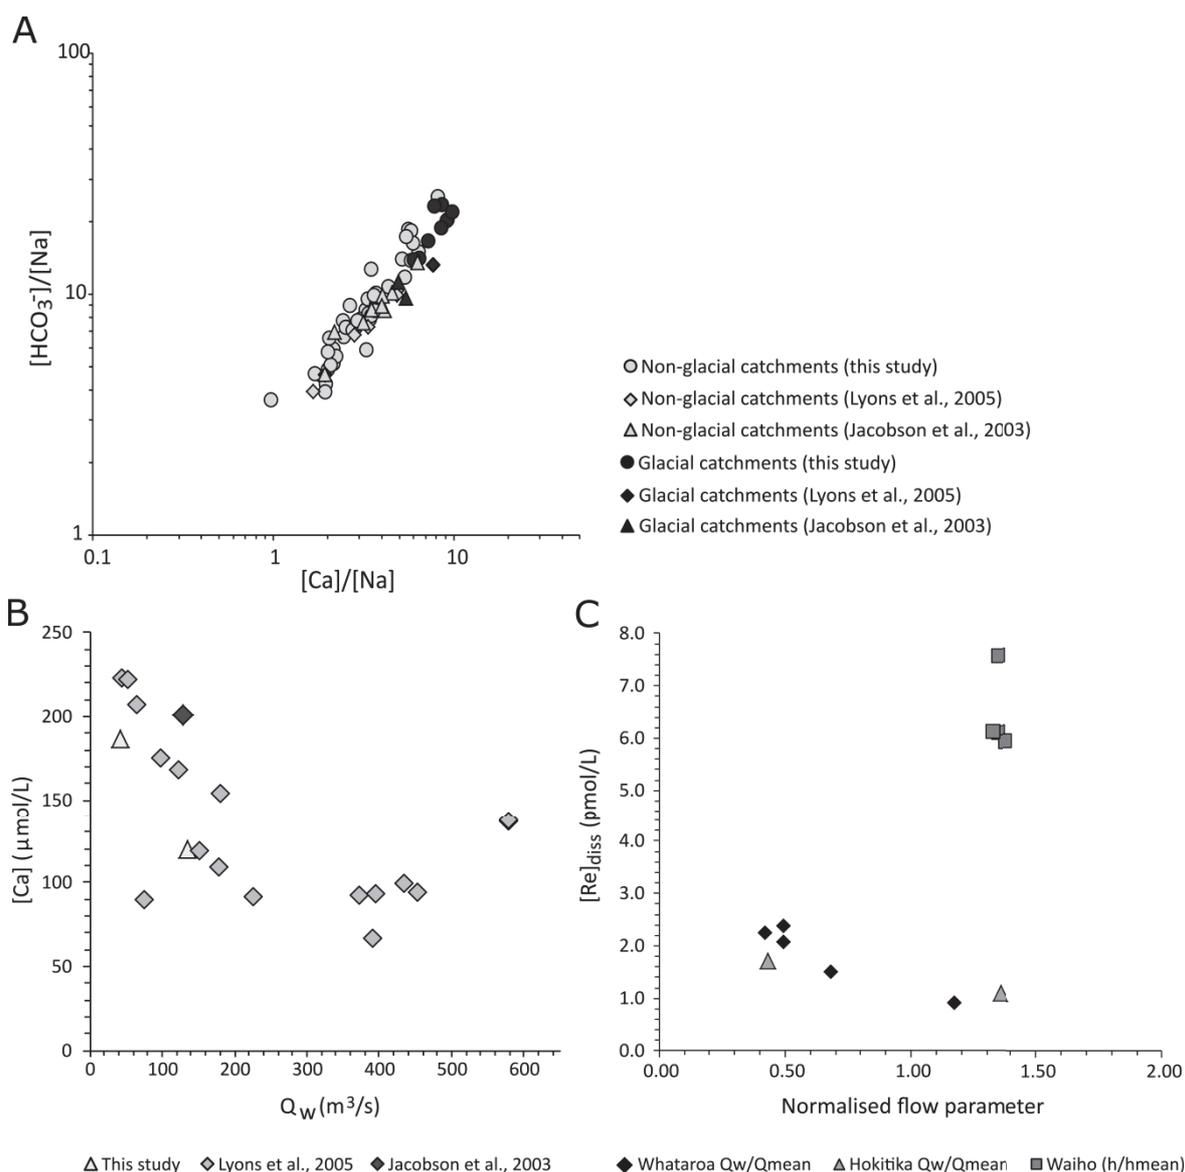 A
100
10
1
0.1
1
10
[HCO3-]/[Na]
[Ca]/[Na]
Non-glacial catchments (this study)
Non-glacial catchments (Lyons et al., 2005)
Non-glacial catchments (Jacobson et al., 2003)
Glacial catchments (this study)
Glacial catchments (Lyons et al., 2005)
Glacial catchments (Jacobson et al., 2003)
B
250
200
150
100
50
0
0
100
200
300
400
500
600
[Ca] (µmol/L)
Qw (m3/s)
This study
Lyons et al., 2005
Jacobson et al., 2003
C
8.0
7.0
6.0
5.0
4.0
3.0
2.0
1.0
0.0
0.00
0.50
1.00
1.50
2.00
[Re]diss (pmol/L)
Normalised flow parameter
Whataroa Qw/Qmean
Hokitika Qw/Qmean
Waiho (h/hmean)